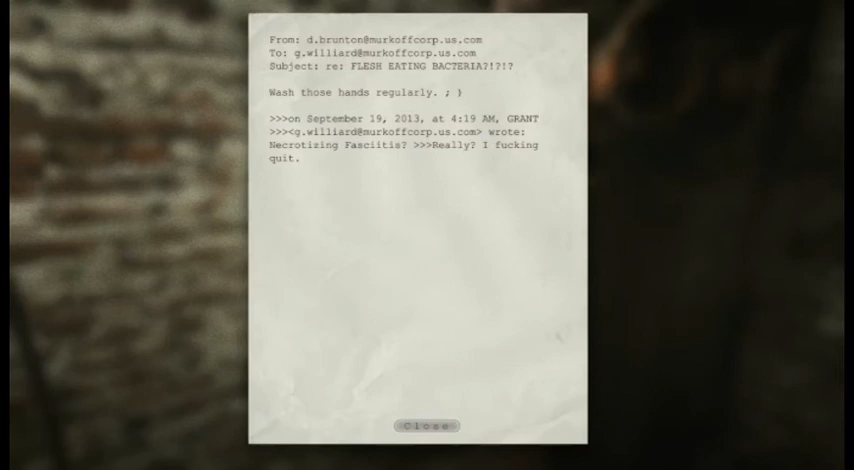 From: d.brunton@murkoffcorp.us.com
To: g.williard@murkoffcorp.us.com
Subject: re: FLESH EATING BACTERIA?!?!?
Wash those hands regularly. ; )
>>>on September 19, 2013, at 4:19 AM, GRANT
>>><g.williard@murkoffcorp.us.com> wrote:
Necrotizing Fasciitis? >>>Really? I fucking
quit.
Close